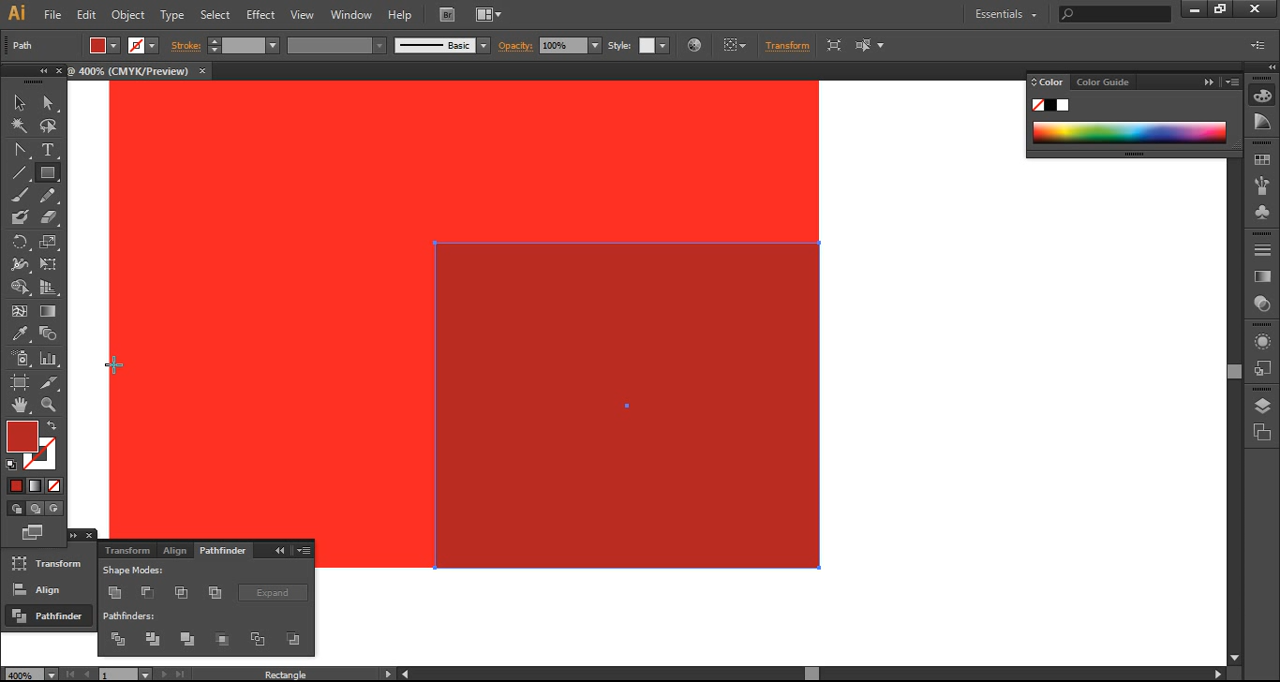 Ai File Edit Object Type Select Effect View Window Help Br Essentials
Path Stroke: Basic Opacity: 100% Style: Transform
@ 400% (CMYK/Preview) ×
Color Color Guide
T
Transform
Align
Pathfinder
Transform Align Pathfinder
Shape Modes:
Expand
Pathfinders:
400% 1 Rectangle